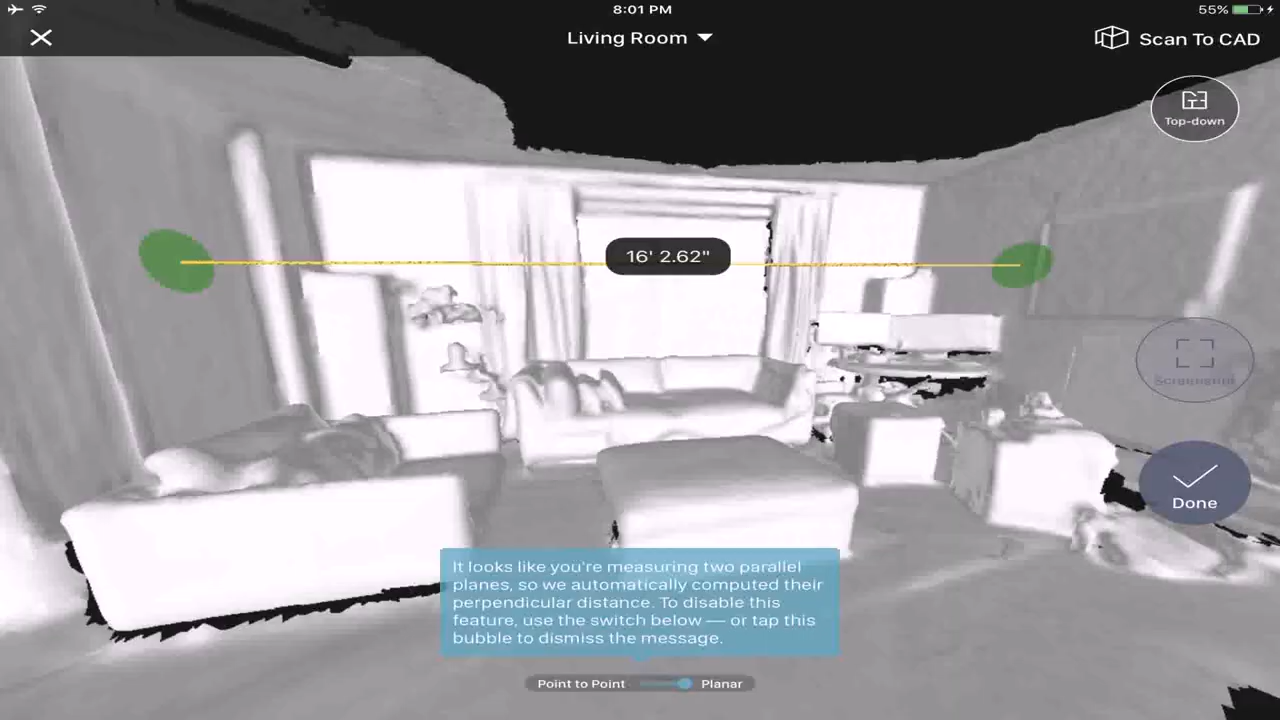 8:01 PM
55%
Living Room
Scan To CAD
Top-down
16' 2.62"
Screenshot
Done
It looks like you're measuring two parallel
planes, so we automatically computed their
perpendicular distance. To disable this
feature, use the switch below — or tap this
bubble to dismiss the message.
Point to Point
Planar